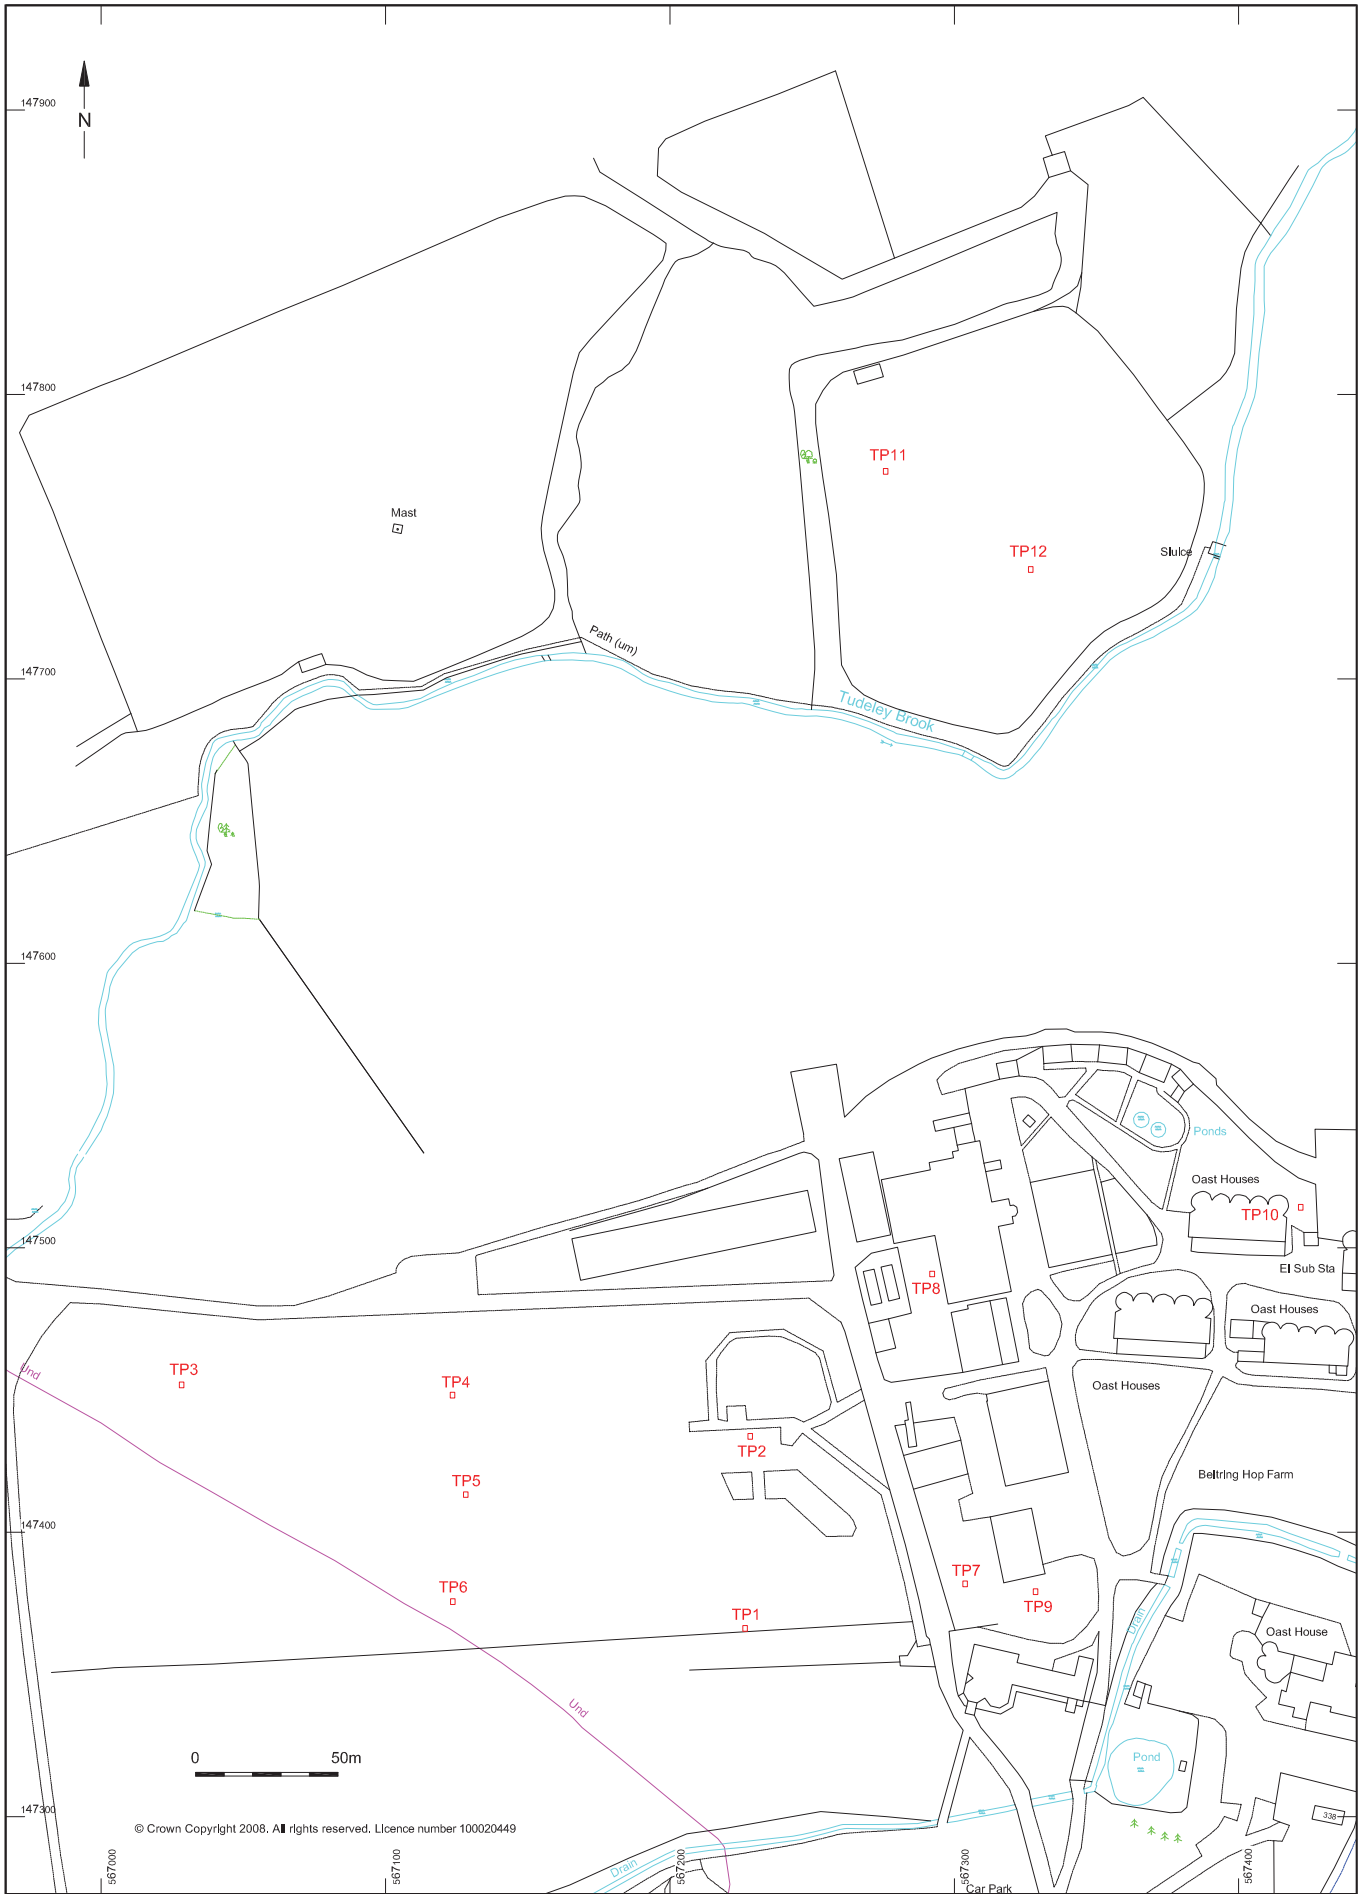 147900
N
147800
TP11
Mast
TP12
Sluice
Path (um)
147700
Tudeley Brook
147600
Ponds
Oast Houses
TP10
147500
El Sub Sta
TP8
Oast Houses
Und
TP3
TP4
Oast Houses
TP2
TP5
Beltring Hop Farm
147400
TP7
TP6
TP9
TP1
Drain
Oast House
Und
0 50m
Pond
147300
338
© Crown Copyright 2008. All rights reserved. Licence number 100020449
Drain
567000
567100
567200
567300
567400
Car Park